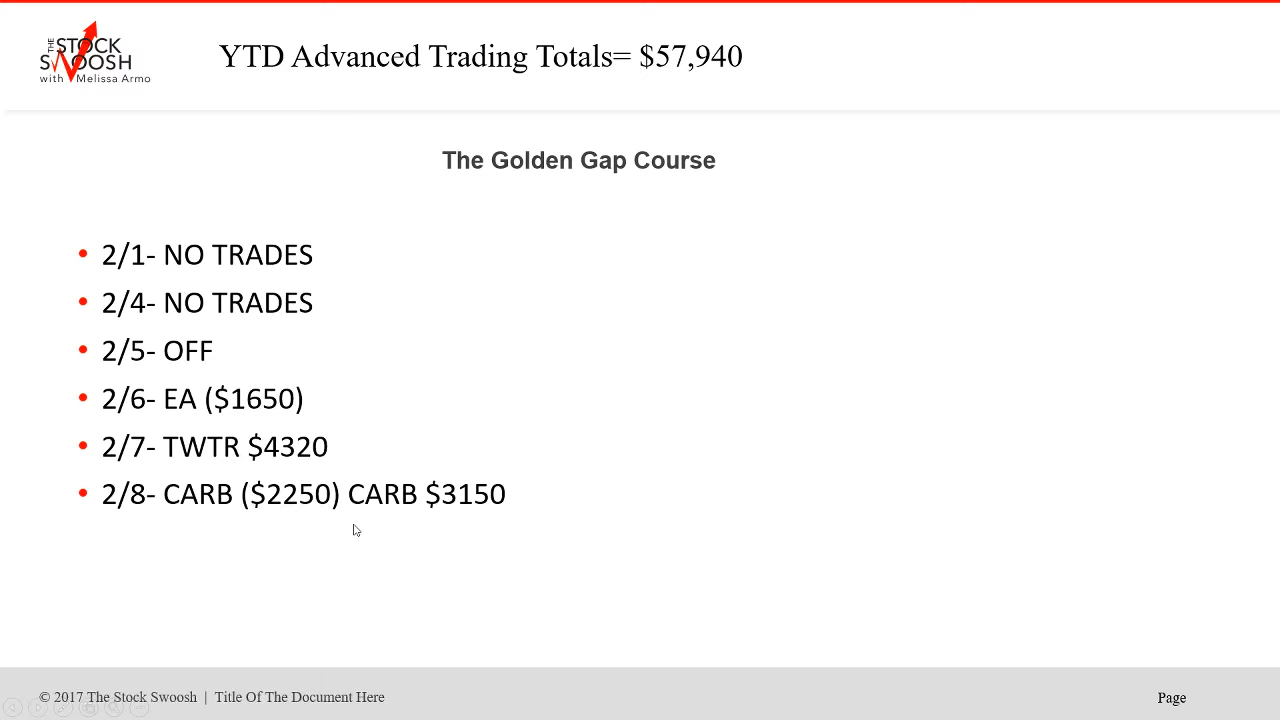 THE STOCK
SWOOSH
with Melissa Armo
YTD Advanced Trading Totals= $57,940
The Golden Gap Course
• 2/1- NO TRADES
• 2/4- NO TRADES
• 2/5- OFF
• 2/6- EA ($1650)
• 2/7- TWTR $4320
• 2/8- CARB ($2250) CARB $3150
© 2017 The Stock Swoosh | Title Of The Document Here
Page